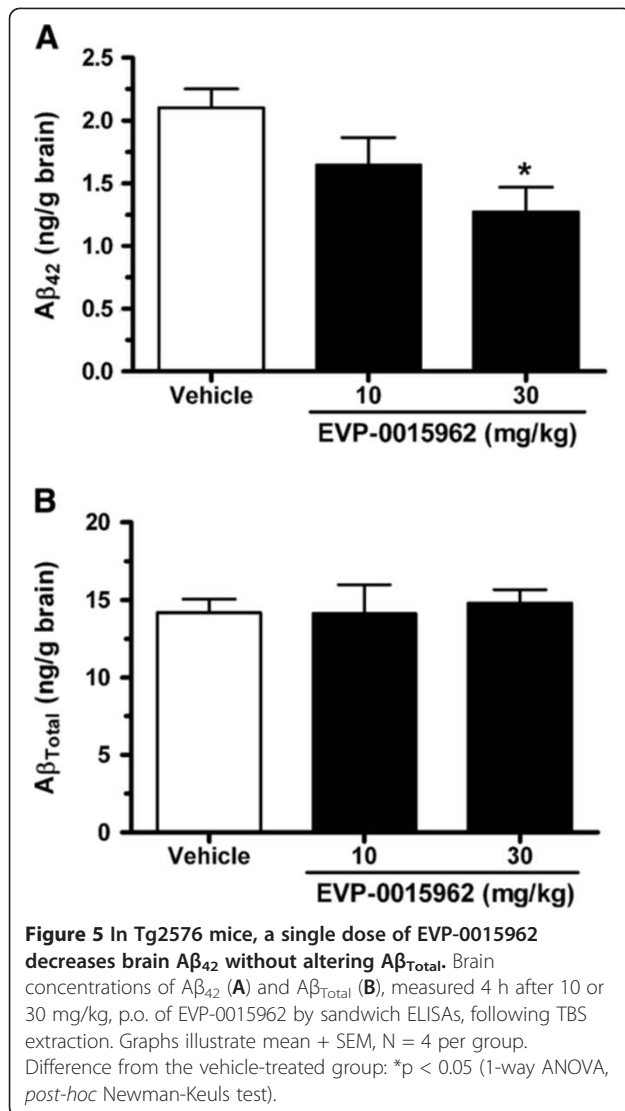 A
2.5
2.0
1.5
1.0
0.5
0.0
Aβ42 (ng/g brain)
*
Vehicle 10 30
EVP-0015962 (mg/kg)
B
20
15
10
5
0
AβTotal (ng/g brain)
Vehicle 10 30
EVP-0015962 (mg/kg)
Figure 5 In Tg2576 mice, a single dose of EVP-0015962
decreases brain Aβ42 without altering AβTotal. Brain
concentrations of Aβ42 (A) and AβTotal (B), measured 4 h after 10 or
30 mg/kg, p.o. of EVP-0015962 by sandwich ELISAs, following TBS
extraction. Graphs illustrate mean + SEM, N = 4 per group.
Difference from the vehicle-treated group: *p < 0.05 (1-way ANOVA,
post-hoc Newman-Keuls test).